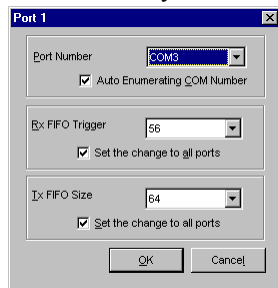 Port 1
Port Number COM3
Auto Enumerating COM Number
Rx FIFO Trigger 56
Set the change to all ports
Tx FIFO Size 64
Set the change to all ports
OK Cancel